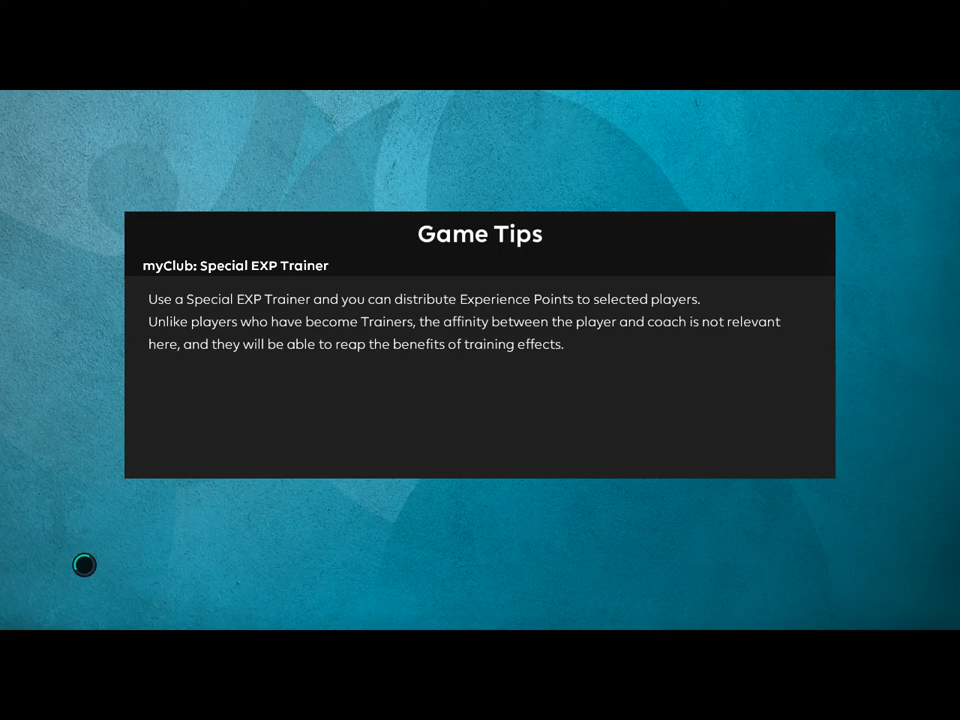 Game Tips
myClub: Special EXP Trainer
Use a Special EXP Trainer and you can distribute Experience Points to selected players.
Unlike players who have become Trainers, the affinity between the player and coach is not relevant
here, and they will be able to reap the benefits of training effects.